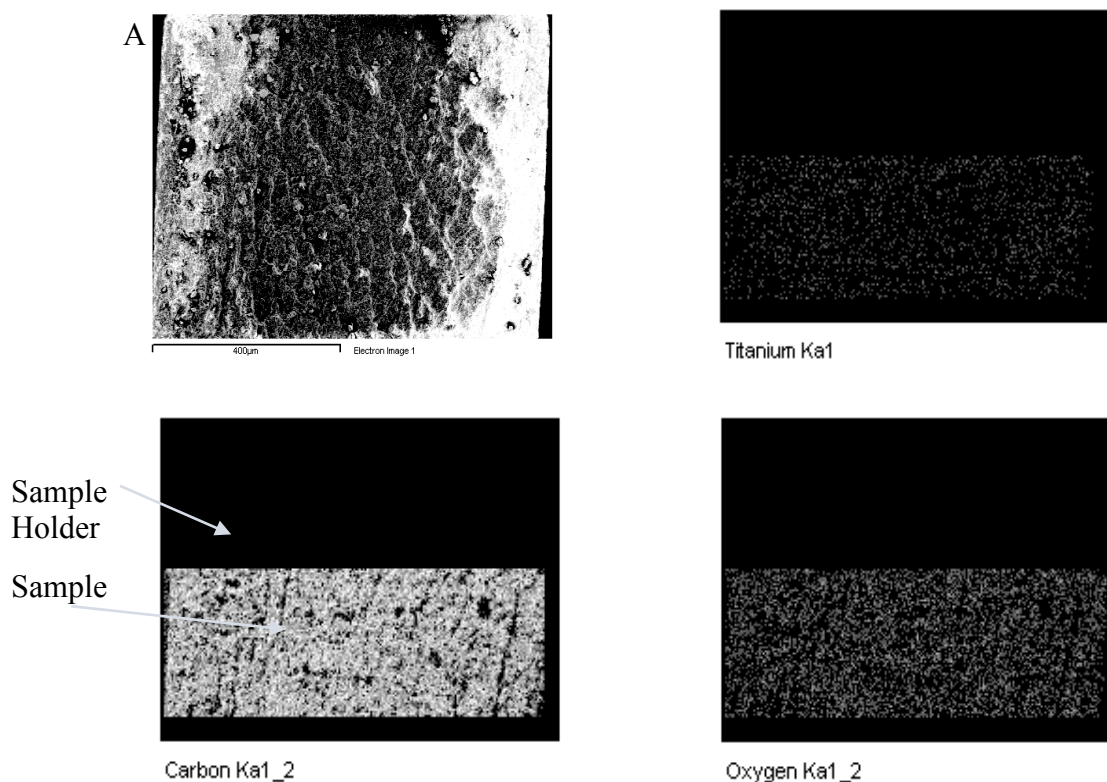 A
400µm
Electron Image 1
Titanium Ka1
Sample
Holder
Sample
Carbon Ka1_2
Oxygen Ka1_2